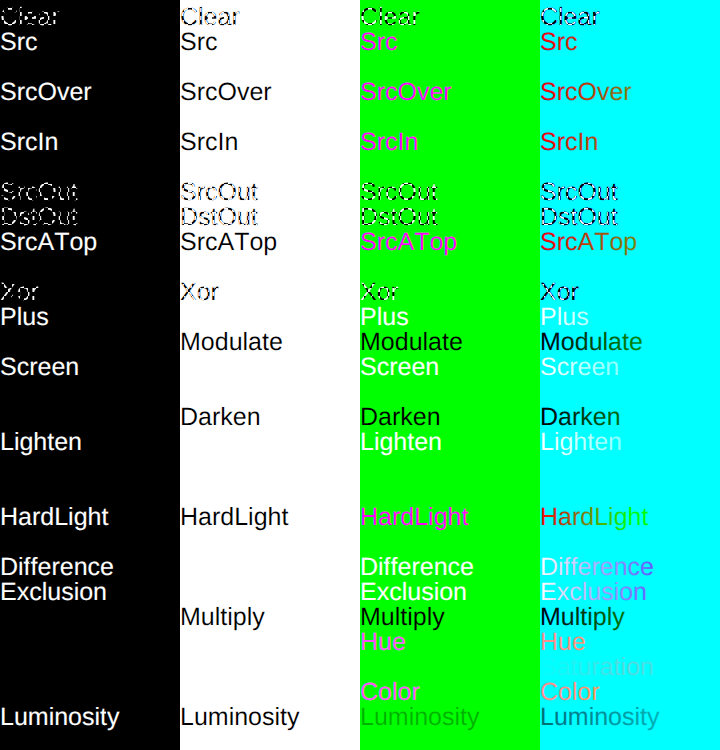 Clear Clear Clear Clear
Src Src Src Src
SrcOver SrcOver SrcOver SrcOver
SrcIn SrcIn SrcIn SrcIn
SrcOut SrcOut SrcOut SrcOut
DstOut DstOut DstOut DstOut
SrcATop SrcATop SrcATop SrcATop
Xor Xor Xor Xor
Plus Plus Plus
Modulate Modulate Modulate
Screen Screen Screen
Darken Darken Darken
Lighten Lighten Lighten
HardLight HardLight HardLight HardLight
Difference Difference Difference
Exclusion Exclusion Exclusion
Multiply Multiply Multiply
Hue Hue
Color Color
Luminosity Luminosity Luminosity Luminosity